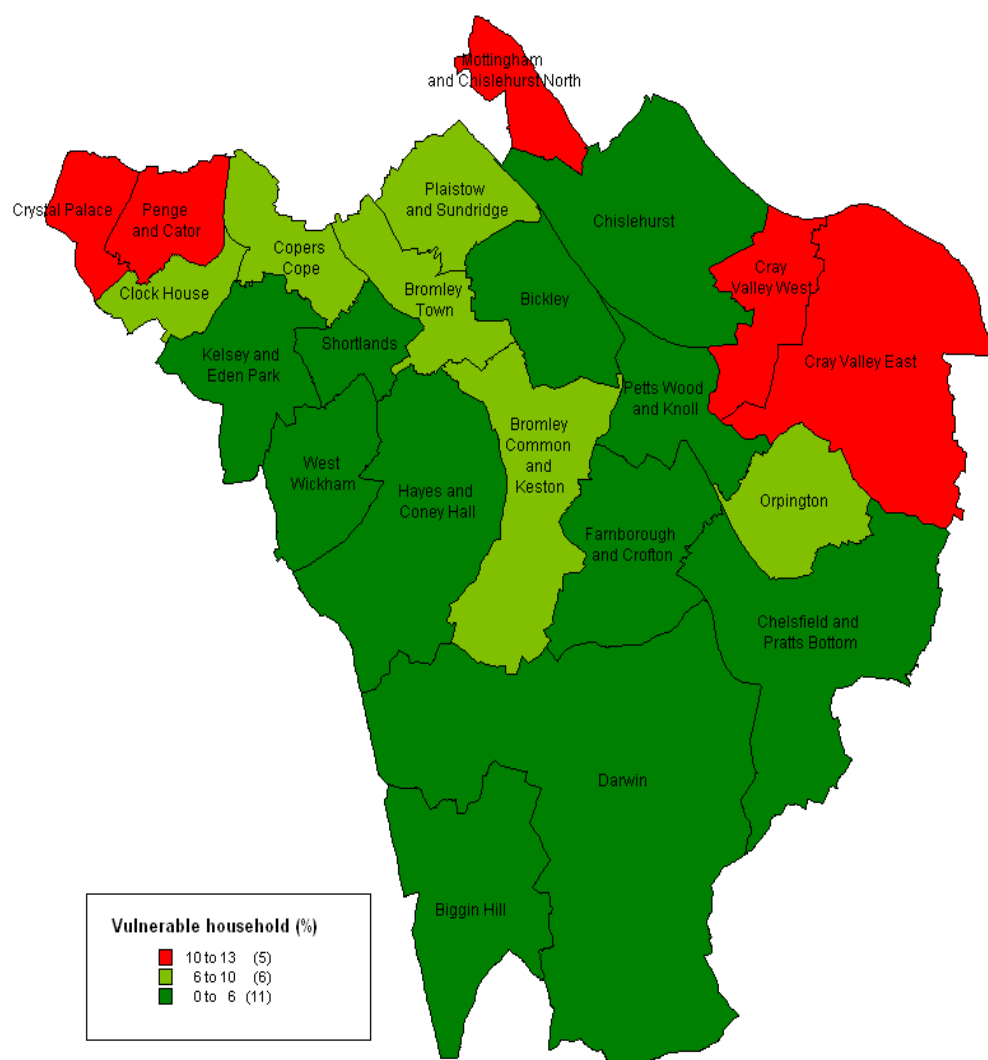 Mottingham
and Chislehurst North
Crystal Palace
Penge
and Cator
Plaistow
and Sundridge
Chislehurst
Copers
Cope
Clock House
Bromley
Town
Bickley
Cray
Valley West
Shortlands
Kelsey and
Eden Park
Cray Valley East
Petts Wood
and Knoll
Bromley
Common
and
Keston
West
Wickham
Hayes and
Coney Hall
Orpington
Farnborough
and Crofton
Chelsfield and
Pratts Bottom
Darwin
Biggin Hill
Vulnerable household (%)
10 to 13 (5)
6 to 10 (6)
0 to 6 (11)